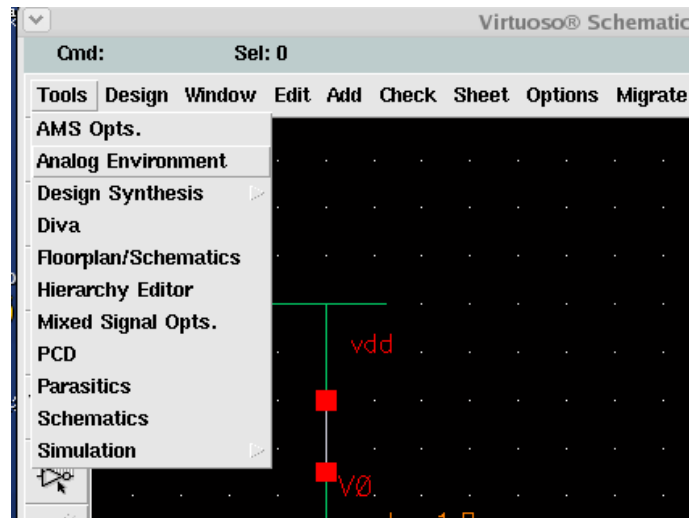 Virtuoso® Schematic
Cmd: Sel: 0
Tools Design Window Edit Add Check Sheet Options Migrate
AMS Opts.
Analog Environment
Design Synthesis
Diva
Floorplan/Schematics
Hierarchy Editor
Mixed Signal Opts.
vdd
PCD
Parasitics
Schematics
Simulation
V0